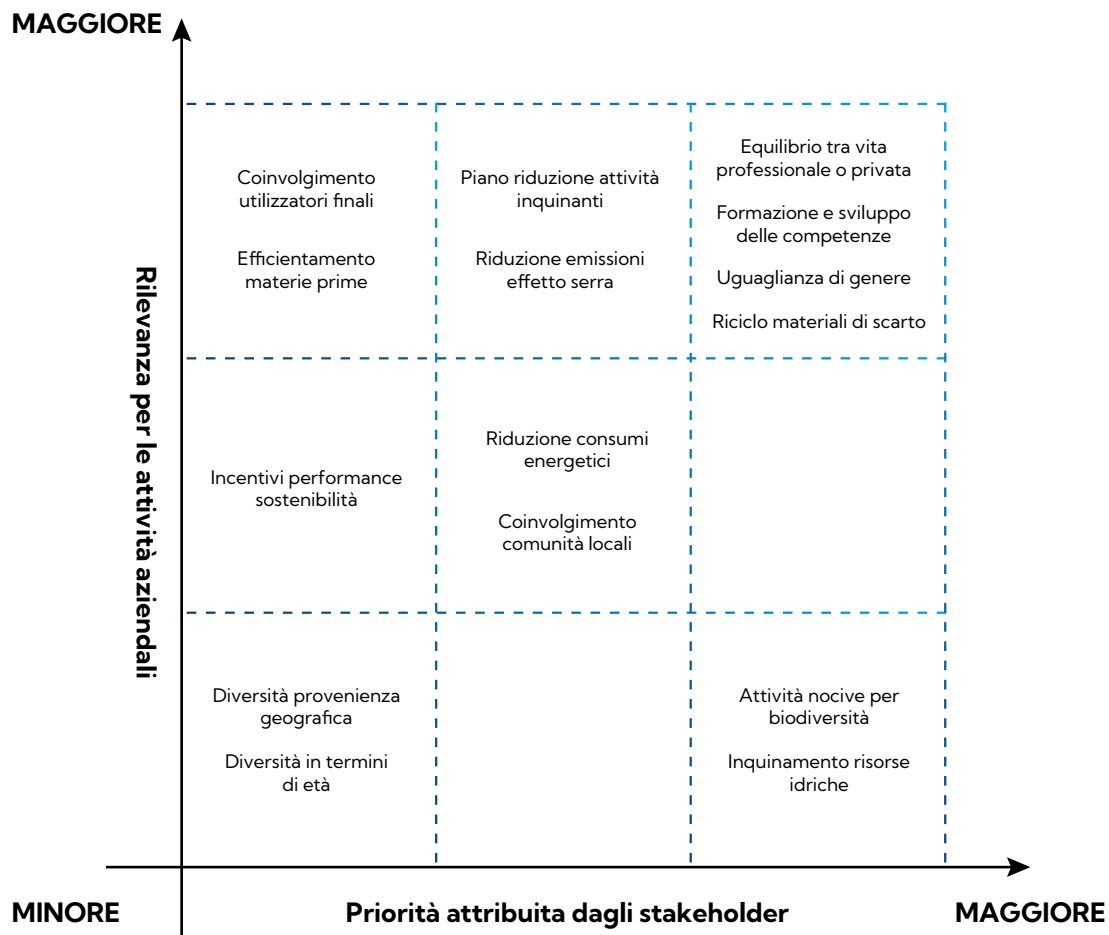 MAGGIORE
Rilevanza per le attività aziendali
Coinvolgimento
utilizzatori finali
Efficientamento
materie prime
Piano riduzione attività
inquinanti
Riduzione emissioni
effetto serra
Equilibrio tra vita
professionale o privata
Formazione e sviluppo
delle competenze
Uguaglianza di genere
Riciclo materiali di scarto
Incentivi performance
sostenibilità
Riduzione consumi
energetici
Coinvolgimento
comunità locali
Diversità provenienza
geografica
Diversità in termini
di età
Attività nocive per
biodiversità
Inquinamento risorse
idriche
MINORE
Priorità attribuita dagli stakeholder
MAGGIORE